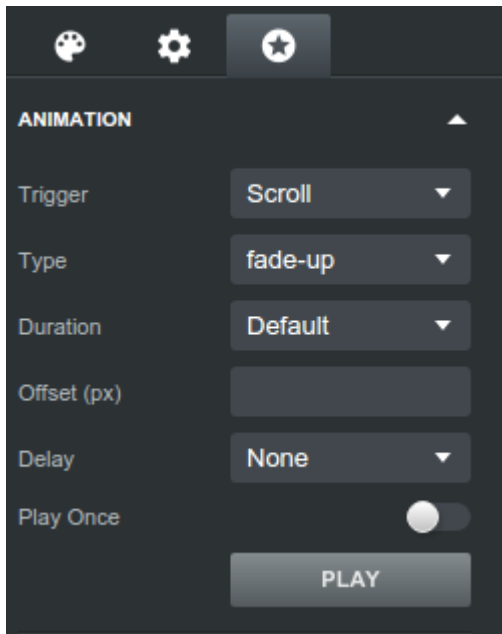 ANIMATION
Trigger Scroll
Type fade-up
Duration Default
Offset (px)
Delay None
Play Once
PLAY